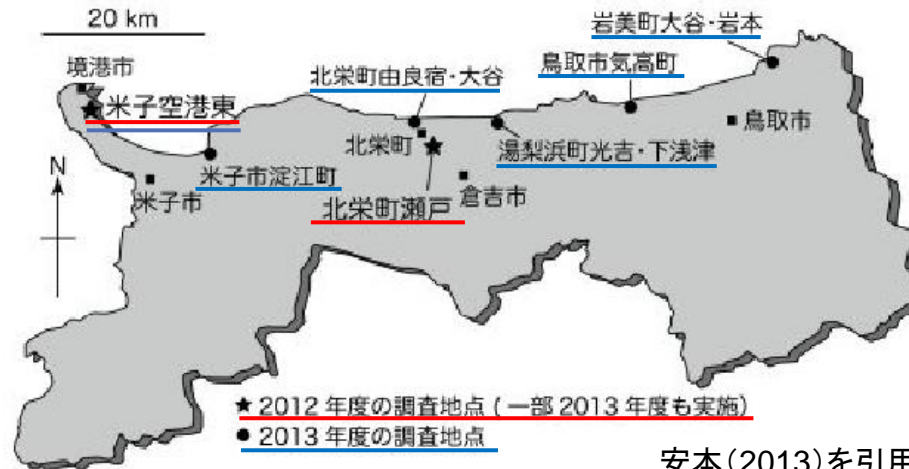 20 km
境港市
米子空港東
北栄町由良宿・大谷
鳥取市気高町
岩美町大谷・岩本
北栄町
鳥取市
湯梨浜町光吉・下浅津
N
米子市淀江町
米子市
倉吉市
北栄町瀬戸
★ 2012 年度の調査地点 ( 一部 2013 年度も実施)
● 2013 年度の調査地点
安本(2013)を引用